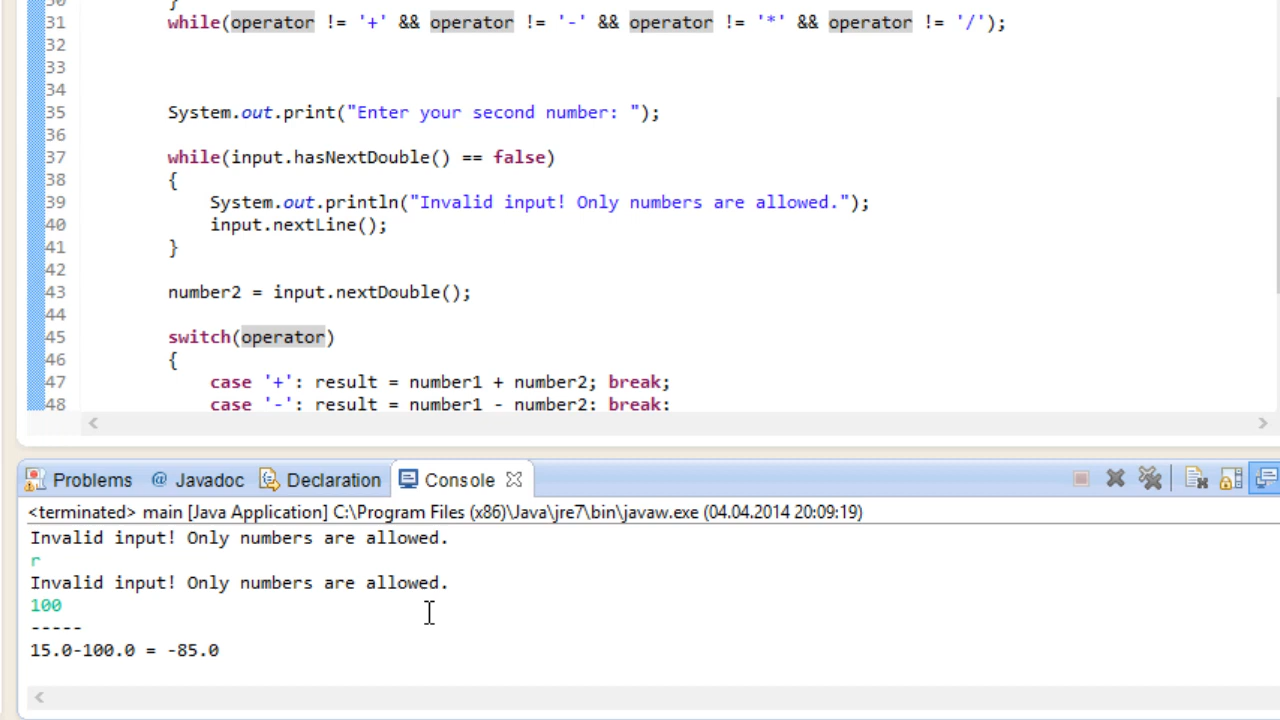 31 while(operator != '+' && operator != '-' && operator != '*' && operator != '/');
32
33
34
35 System.out.print("Enter your second number: ");
36
37 while(input.hasNextDouble() == false)
38 {
39 System.out.println("Invalid input! Only numbers are allowed.");
40 input.nextLine();
41 }
42
43 number2 = input.nextDouble();
44
45 switch(operator)
46 {
47 case '+': result = number1 + number2; break;
48 case '-': result = number1 - number2; break;
Problems @ Javadoc Declaration Console
<terminated> main [Java Application] C:\Program Files (x86)\Java\jre7\bin\javaw.exe (04.04.2014 20:09:19)
Invalid input! Only numbers are allowed.
r
Invalid input! Only numbers are allowed.
100
-----
15.0-100.0 = -85.0